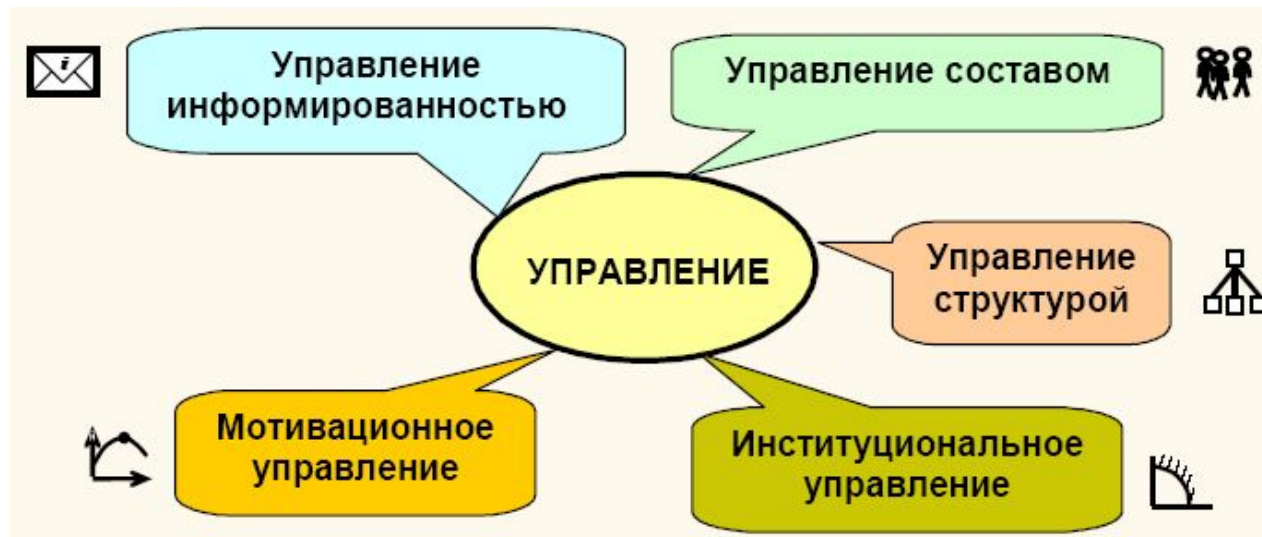 i
Управление
информированностью
Управление составом
УПРАВЛЕНИЕ
Управление
структурой
Мотивационное
управление
Институциональное
управление